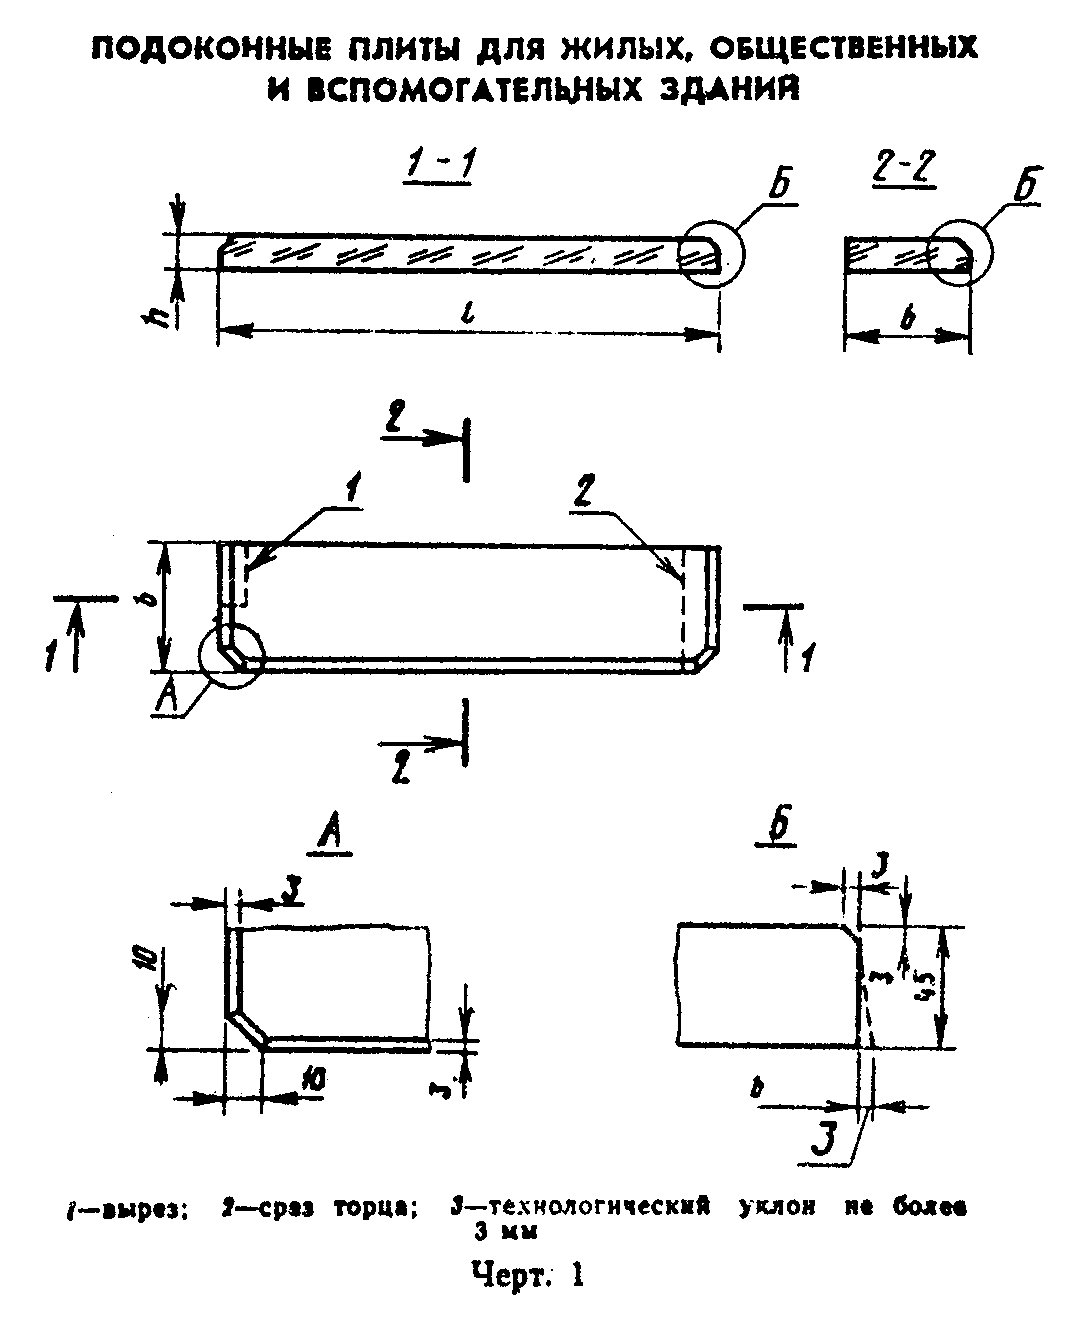 ПОДОКОННЫЕ ПЛИТЫ ДЛЯ ЖИЛЫХ, ОБЩЕСТВЕННЫХ
И ВСПОМОГАТЕЛЬНЫХ ЗДАНИЙ
1-1
2-2
Б
Б
h
l
b
2
1
2
b
1
1
А
2
А
Б
3
10
10
3
3
3
45
b
3
1—вырез; 2—срез торца; 3—технологический уклон не более
3 мм
Черт. 1